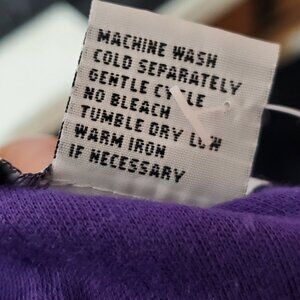 MACHINE WASH
COLD SEPARATELY
GENTLE CYCLE
NO BLEACH
TUMBLE DRY LOW
WARM IRON
IF NECESSARY